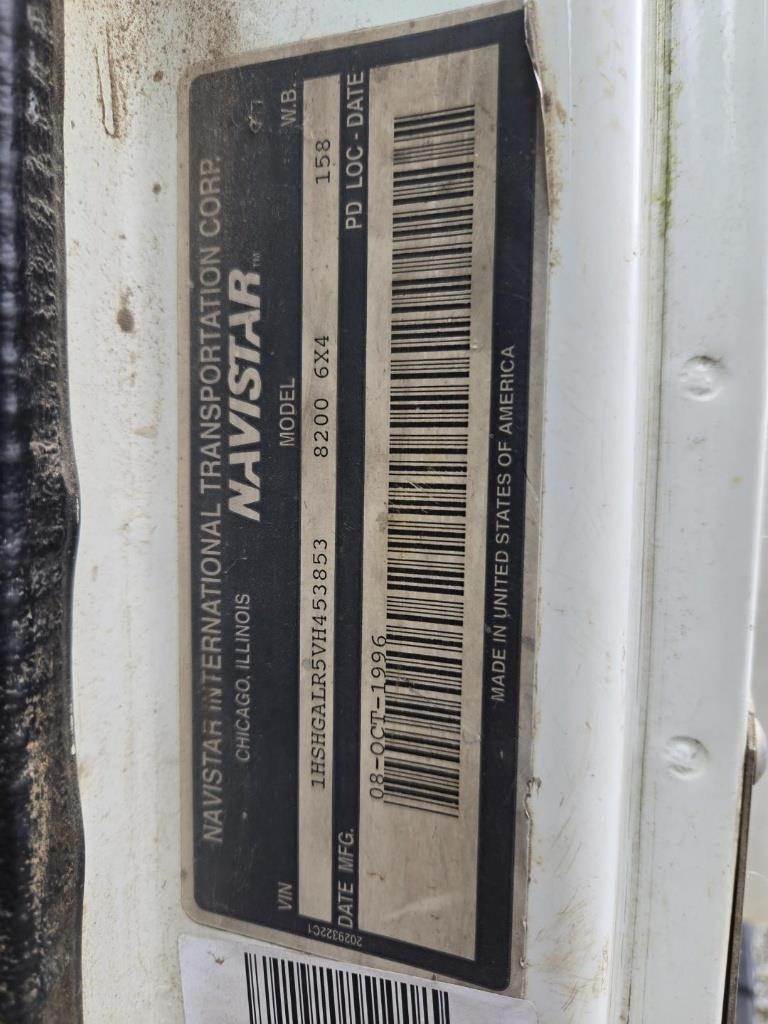 NAVISTAR INTERNATIONAL TRANSPORTATION CORP.
CHICAGO, ILLINOIS
NAVISTAR™
VIN MODEL W.B.
1HSHGALR5VH453853 8200 6X4 158
DATE MFG. PD LOC - DATE
08-OCT-1996
MADE IN UNITED STATES OF AMERICA
2029322C1